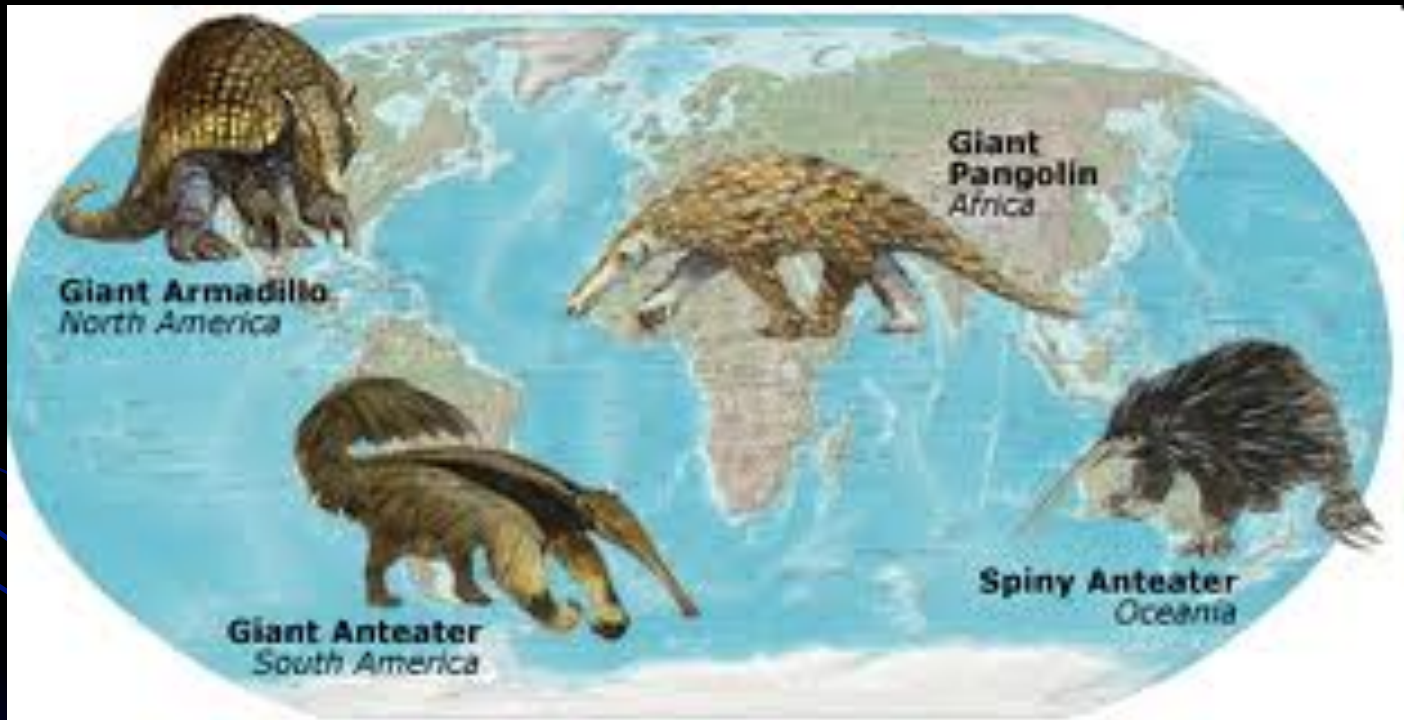 Giant Armadillo
North America
Giant
Pangolin
Africa
Giant Anteater
South America
Spiny Anteater
Oceania